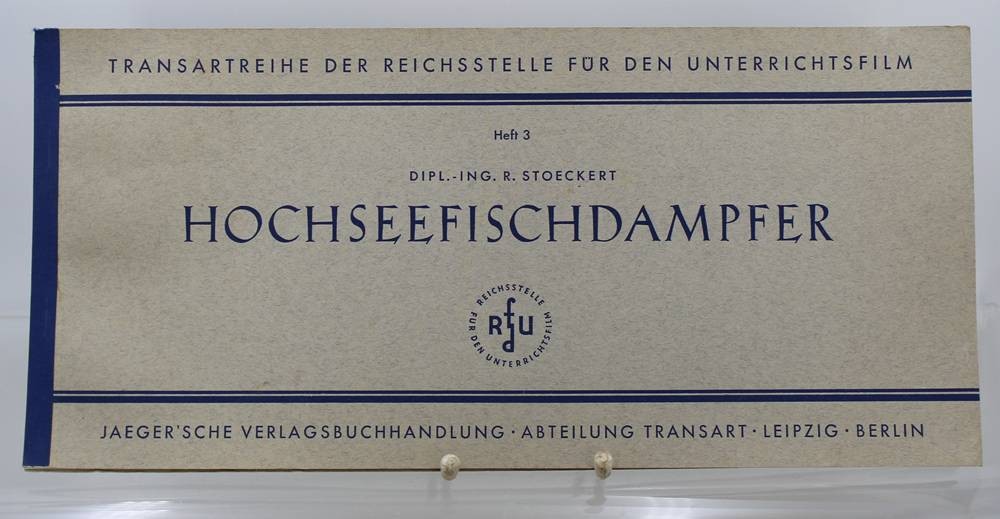 TRANSARTREIHE DER REICHSSTELLE FÜR DEN UNTERRICHTSFILM
Heft 3
DIPL.-ING. R. STOECKERT
HOCHSEEFISCHDAMPFER
REICHSSTELLE
FÜR DEN UNTERRICHTSFILM
RfdU
JAEGER'SCHE VERLAGSBUCHHANDLUNG · ABTEILUNG TRANSART · LEIPZIG · BERLIN